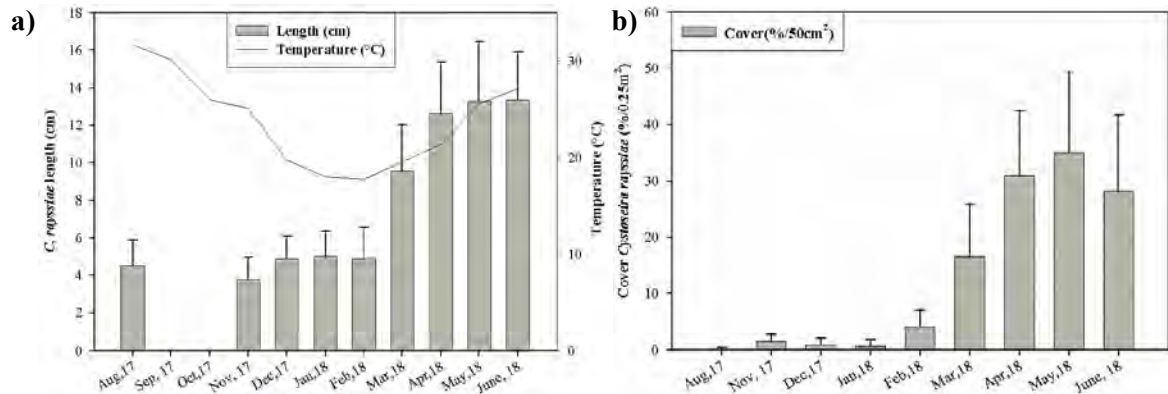 a)
18
16
14
12
10
8
6
4
2
0
C, rayssiae length (cm)
Length (cm)
Temperature (°C)
30
20
10
0
Temperature (°C)
Aug,17
Sep, 17
Oct,17
Nov, 17
Dec,17
Jan,18
Feb,18
Mar,18
Apr,18
May,18
June, 18
b)
60
50
40
30
20
10
0
Cover Cystoseira rayssiae (%/0.25m²)
Cover(%/50cm²)
Aug,17
Nov, 17
Dec,17
Jan,18
Feb,18
Mar,18
Apr,18
May,18
June, 18